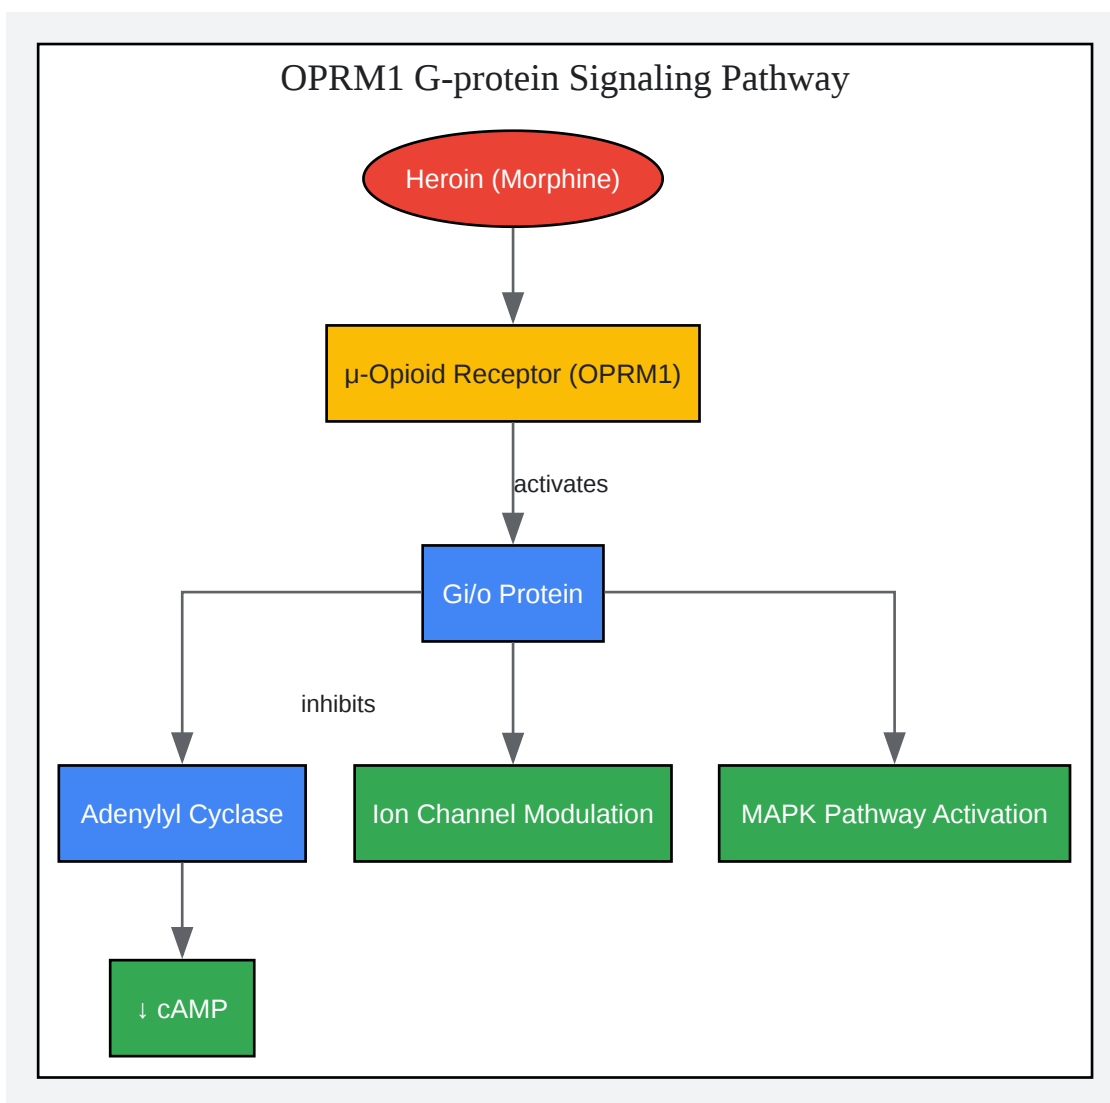 OPRM1 G-protein Signaling Pathway
Heroin (Morphine)
μ-Opioid Receptor (OPRM1)
activates
Gi/o Protein
inhibits
Adenylyl Cyclase
Ion Channel Modulation
MAPK Pathway Activation
↓ cAMP